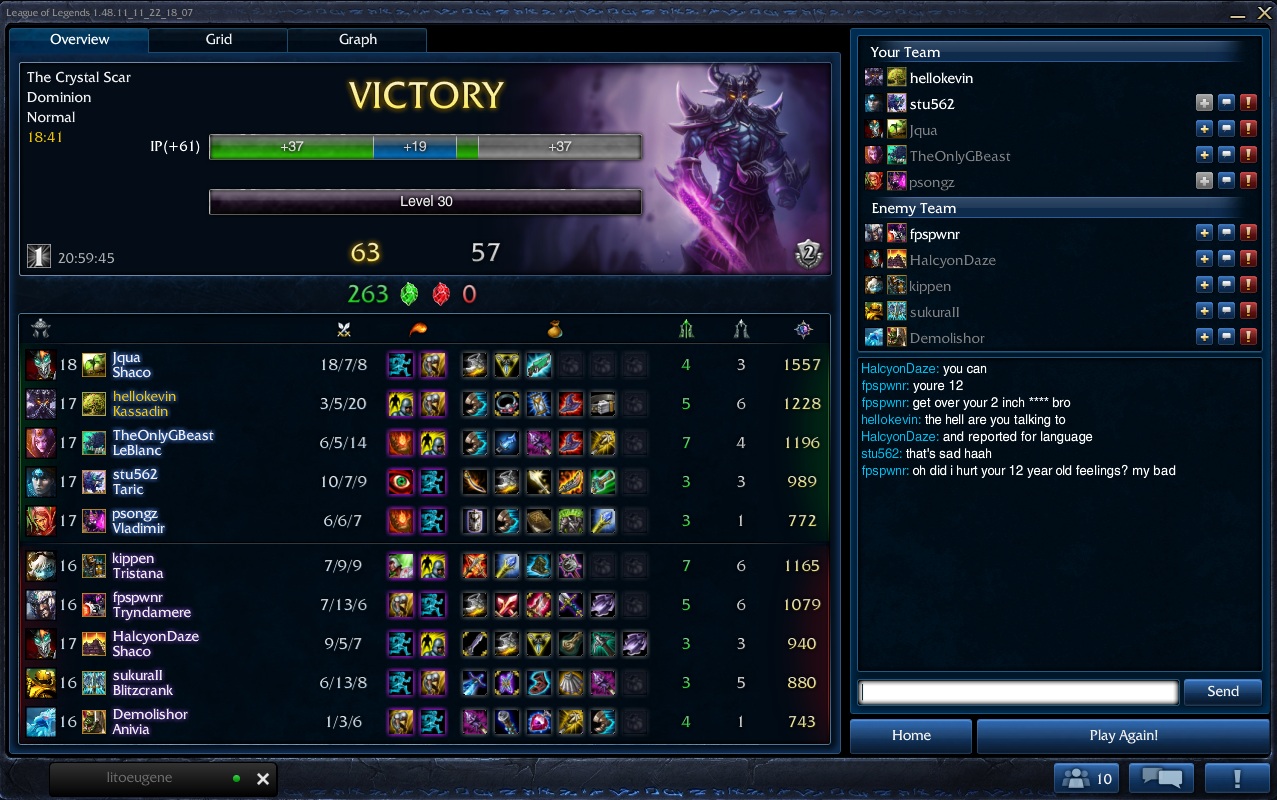 League of Legends 1.48.11_11_22_18_07
Overview
Grid
Graph
The Crystal Scar
Dominion
Normal
18:41
VICTORY
IP(+61)
+37
+19
+37
Level 30
1
20:59:45
63
57
2
263
0
18 Jqua 18/7/8 4 3 1557
Shaco
17 hellokevin 3/5/20 5 6 1228
Kassadin
17 TheOnlyGBeast 6/5/14 7 4 1196
LeBlanc
17 stu562 10/7/9 3 3 989
Taric
17 psongz 6/6/7 3 1 772
Vladimir
16 kippen 7/9/9 7 6 1165
Tristana
16 fpspwnr 7/13/6 5 6 1079
Tryndamere
17 HalcyonDaze 9/5/7 3 3 940
Shaco
16 sukurall 6/13/8 3 5 880
Blitzcrank
16 Demolishor 1/3/6 4 1 743
Anivia
Your Team
hellokevin
stu562
Jqua
TheOnlyGBeast
psongz
Enemy Team
fpspwnr
HalcyonDaze
kippen
sukurall
Demolishor
HalcyonDaze: you can
fpspwnr: youre 12
fpspwnr: get over your 2 inch **** bro
hellokevin: the hell are you talking to
HalcyonDaze: and reported for language
stu562: that's sad haah
fpspwnr: oh did i hurt your 12 year old feelings? my bad
Send
Home
Play Again!
litoeugene
10